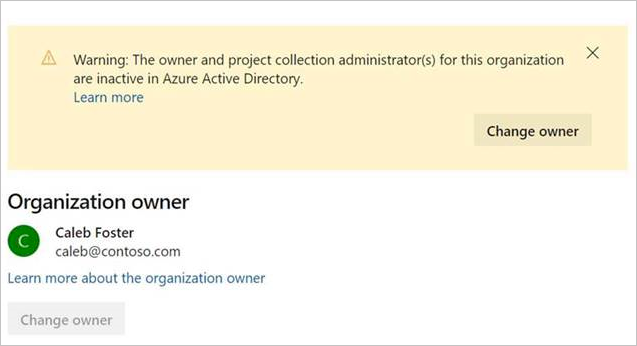 Warning: The owner and project collection administrator(s) for this organization
are inactive in Azure Active Directory.
Learn more
Change owner
Organization owner
C
Caleb Foster
caleb@contoso.com
Learn more about the organization owner
Change owner